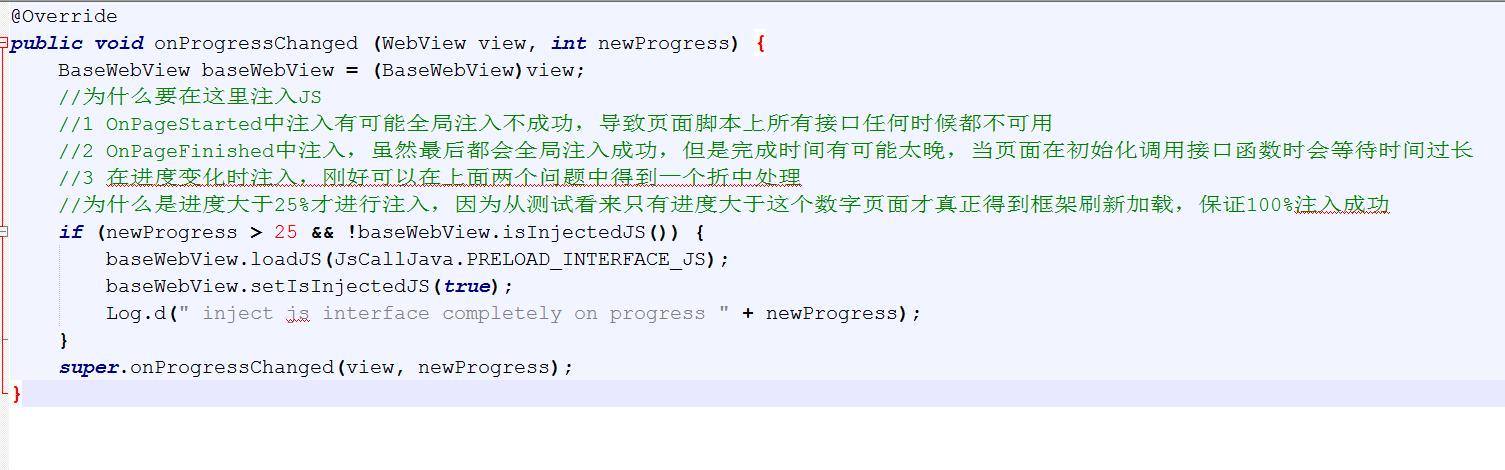 @Override
public void onProgressChanged (WebView view, int newProgress) {
    BaseWebView baseWebView = (BaseWebView)view;
    //为什么要在这里注入JS
    //1 OnPageStarted中注入有可能全局注入不成功，导致页面脚本上所有接口任何时候都不可用
    //2 OnPageFinished中注入，虽然最后都会全局注入成功，但是完成时间有可能太晚，当页面在初始化调用接口函数时会等待时间过长
    //3 在进度变化时注入，刚好可以在上面两个问题中得到一个折中处理
    //为什么是进度大于25%才进行注入，因为从测试看来只有进度大于这个数字页面才真正得到框架刷新加载，保证100%注入成功
    if (newProgress > 25 && !baseWebView.isInjectedJS()) {
        baseWebView.loadJS(JsCallJava.PRELOAD_INTERFACE_JS);
        baseWebView.setIsInjectedJS(true);
        Log.d(" inject js interface completely on progress " + newProgress);
    }
    super.onProgressChanged(view, newProgress);
}